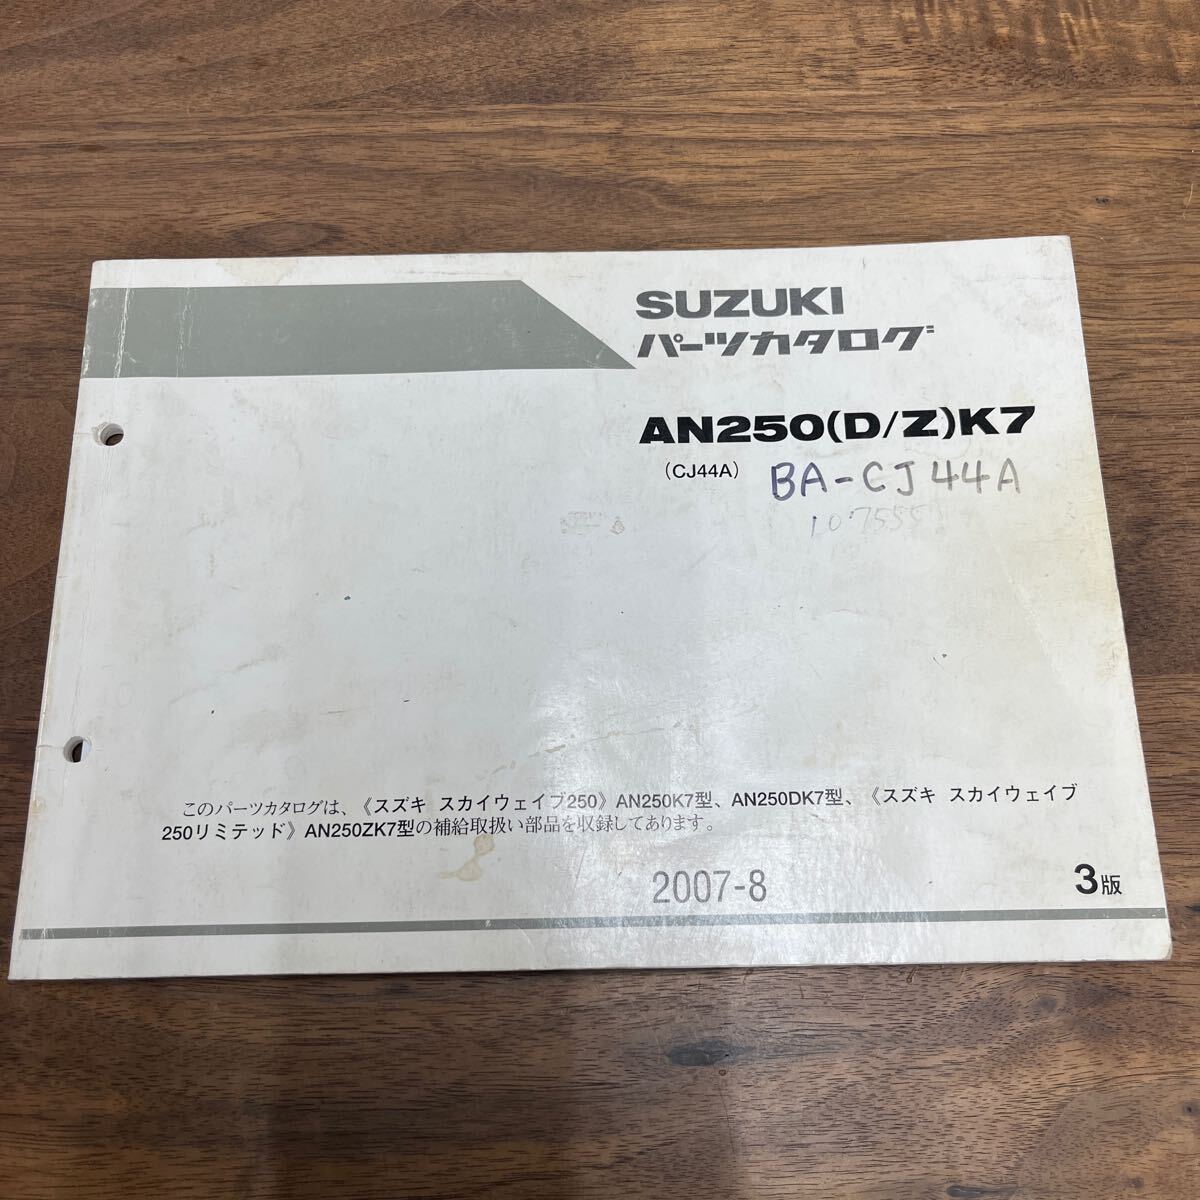 SUZUKI
パーツカタログ
AN250(D/Z)K7
(CJ44A) BA-CJ44A
107555
このパーツカタログは、《スズキ スカイウェイブ250》AN250K7型、AN250DK7型、《スズキ スカイウェイブ
250リミテッド》AN250ZK7型の補給取扱い部品を収録してあります。
2007-8
3版